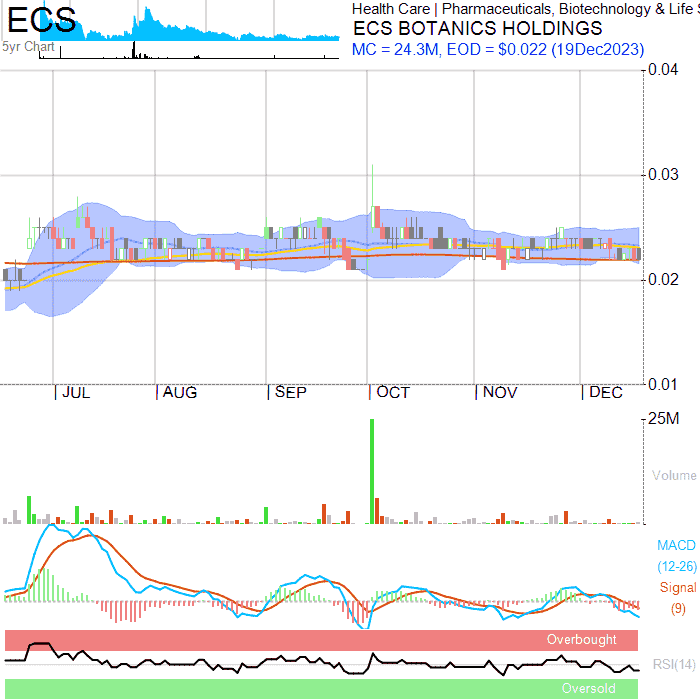 ECS
5yr Chart
Health Care | Pharmaceuticals, Biotechnology & Life S
ECS BOTANICS HOLDINGS
MC = 24.3M, EOD = $0.022 (19Dec2023)
0.04
0.03
0.02
0.01
JUL AUG SEP OCT NOV DEC
25M
Volume
MACD
(12-26)
Signal
(9)
Overbought
RSI(14)
Oversold